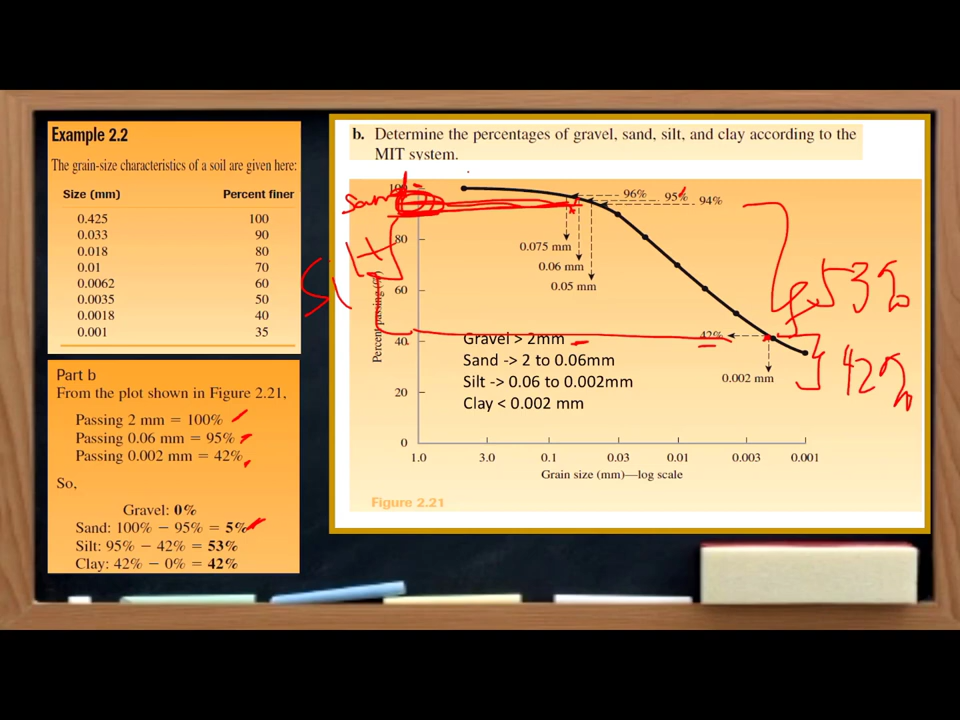 Example 2.2
The grain-size characteristics of a soil are given here:
Size (mm) Percent finer
0.425 100
0.033 90
0.018 80
0.01 70
0.0062 60
0.0035 50
0.0018 40
0.001 35
Part b
From the plot shown in Figure 2.21,
Passing 2 mm = 100%
Passing 0.06 mm = 95%
Passing 0.002 mm = 42%
So,
Gravel: 0%
Sand: 100% − 95% = 5%
Silt: 95% − 42% = 53%
Clay: 42% − 0% = 42%
b. Determine the percentages of gravel, sand, silt, and clay according to the
MIT system.
100
80
60
40
20
0
Percent passing (%)
Sand
Silt
96%
95%
94%
0.075 mm
0.06 mm
0.05 mm
53%
42%
0.002 mm
42%
Gravel > 2mm
Sand -> 2 to 0.06mm
Silt -> 0.06 to 0.002mm
Clay < 0.002 mm
1.0 3.0 0.1 0.03 0.01 0.003 0.001
Grain size (mm)—log scale
Figure 2.21